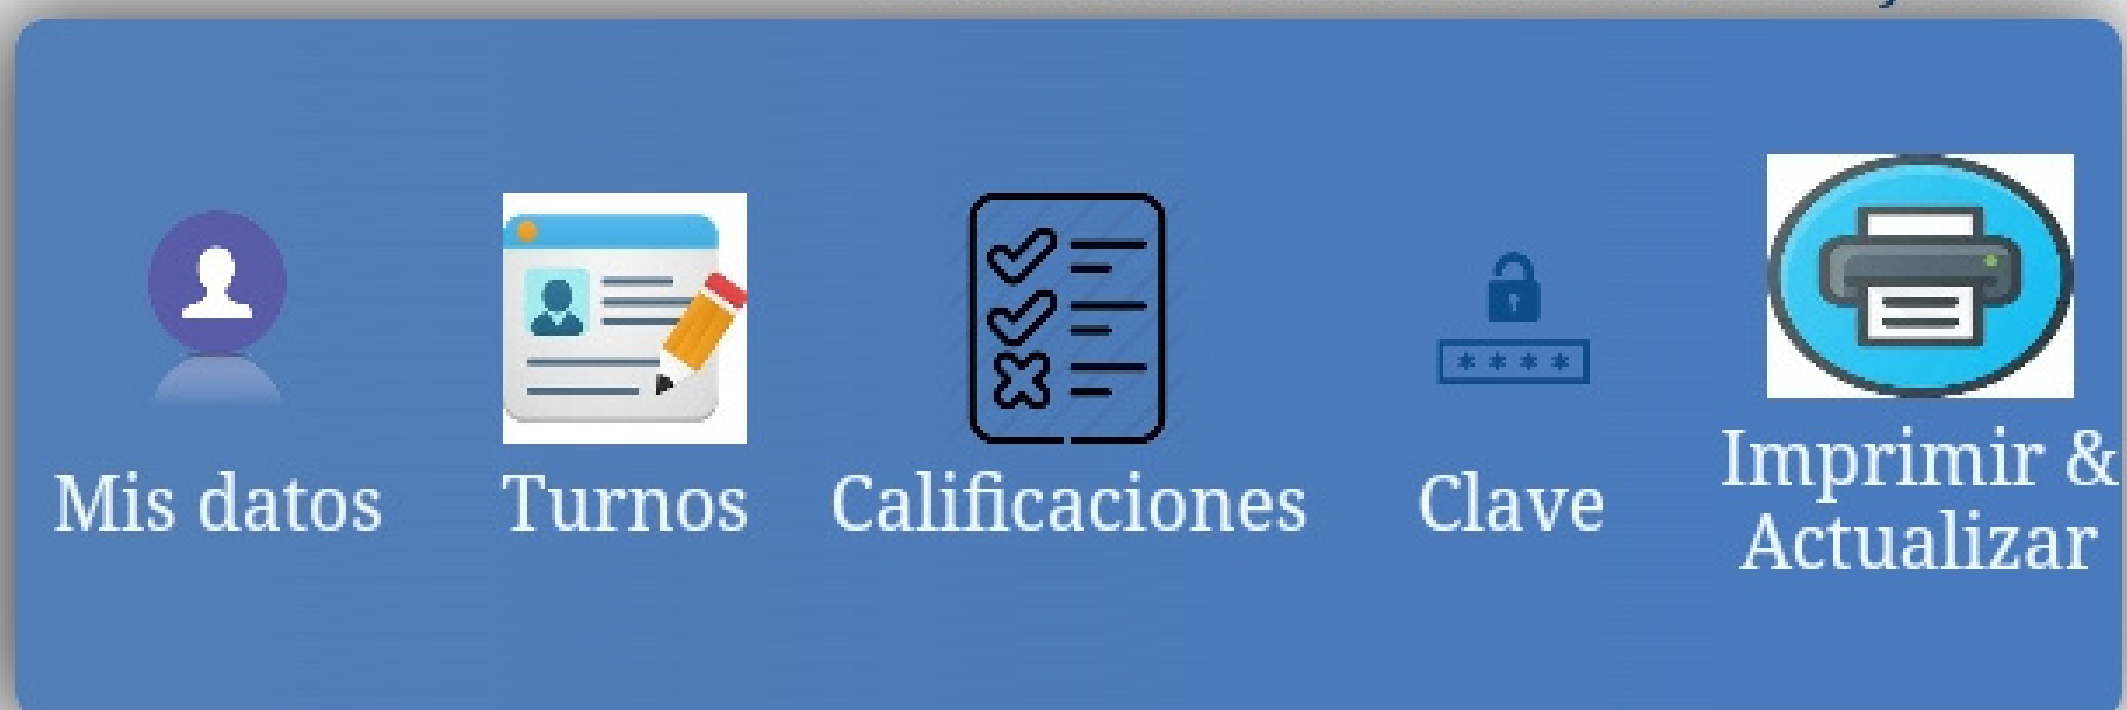 Mis datos
Turnos
Calificaciones
Clave
Imprimir &
Actualizar
****